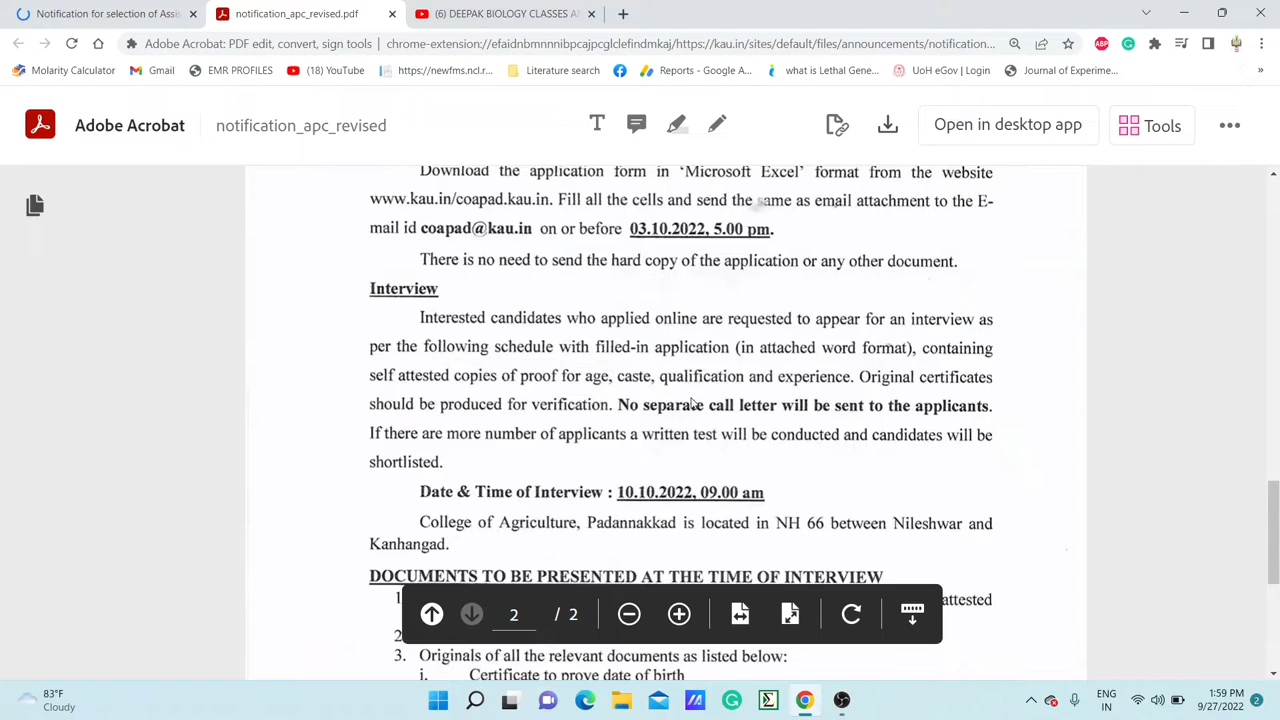 Notification for selection of Assi
notification_apc_revised.pdf
(6) DEEPAK BIOLOGY CLASSES AN
Adobe Acrobat: PDF edit, convert, sign tools | chrome-extension://efaidnbmnnnibpcajpcglclefindmkaj/https://kau.in/sites/default/files/announcements/notification...
Molarity Calculator
Gmail
EMR PROFILES
(18) YouTube
https://newfms.ncl.r...
Literature search
Reports - Google A...
what is Lethal Gene...
UoH eGov | Login
Journal of Experime...
Adobe Acrobat
notification_apc_revised
Open in desktop app
Tools
Download the application form in ‘Microsoft Excel’ format from the website
www.kau.in/coapad.kau.in. Fill all the cells and send the same as email attachment to the E-
mail id coapad@kau.in on or before 03.10.2022, 5.00 pm.
There is no need to send the hard copy of the application or any other document.
Interview
Interested candidates who applied online are requested to appear for an interview as
per the following schedule with filled-in application (in attached word format), containing
self attested copies of proof for age, caste, qualification and experience. Original certificates
should be produced for verification. No separate call letter will be sent to the applicants.
If there are more number of applicants a written test will be conducted and candidates will be
shortlisted.
Date & Time of Interview : 10.10.2022, 09.00 am
College of Agriculture, Padannakkad is located in NH 66 between Nileshwar and
Kanhangad.
DOCUMENTS TO BE PRESENTED AT THE TIME OF INTERVIEW
1 attested
2
3. Originals of all the relevant documents as listed below:
i. Certificate to prove date of birth
2 / 2
83°F
Cloudy
ENG
IN
1:59 PM
9/27/2022
2